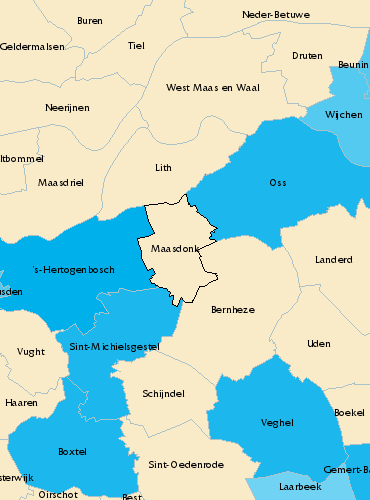 Neder-Betuwe
Buren
Tiel
Geldermalsen
Druten
Beunin
West Maas en Waal
Neerijnen
Wijchen
ltbommel
Lith
Maasdriel
Oss
Maasdonk
Landerd
's-Hertogenbosch
usden
Bernheze
Uden
Sint-Michielsgestel
Vught
Schijndel
Haaren
Boekel
Veghel
Boxtel
Sint-Oedenrode
Gemert-Ba
sterwijk
Laarbeek
Oirschot
Best